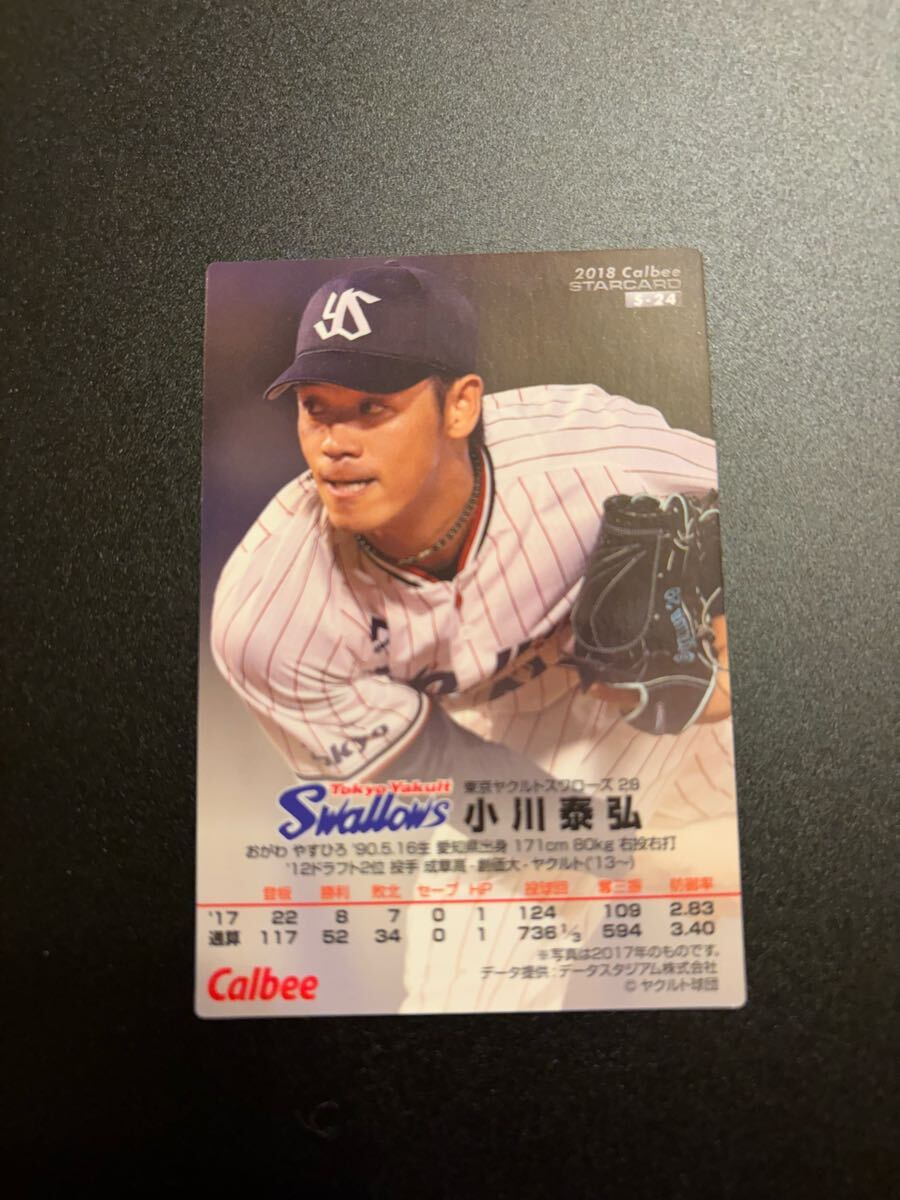 2018 Calbee
STARCARD
S-24
YS
okyo
Tokyo Yakult
Swallows
東京ヤクルトスワローズ 29
小川泰弘
おがわ やすひろ '90.5.16生 愛知県出身 171cm 80kg 右投右打
'12ドラフト2位 投手 成章高-創価大-ヤクルト('13〜)
登板 勝利 敗北 セーブ HP 投球回 奪三振 防御率
'17 22 8 7 0 1 124 109 2.83
通算 117 52 34 0 1 736 1/3 594 3.40
※写真は2017年のものです。
データ提供:データスタジアム株式会社
©ヤクルト球団
Calbee